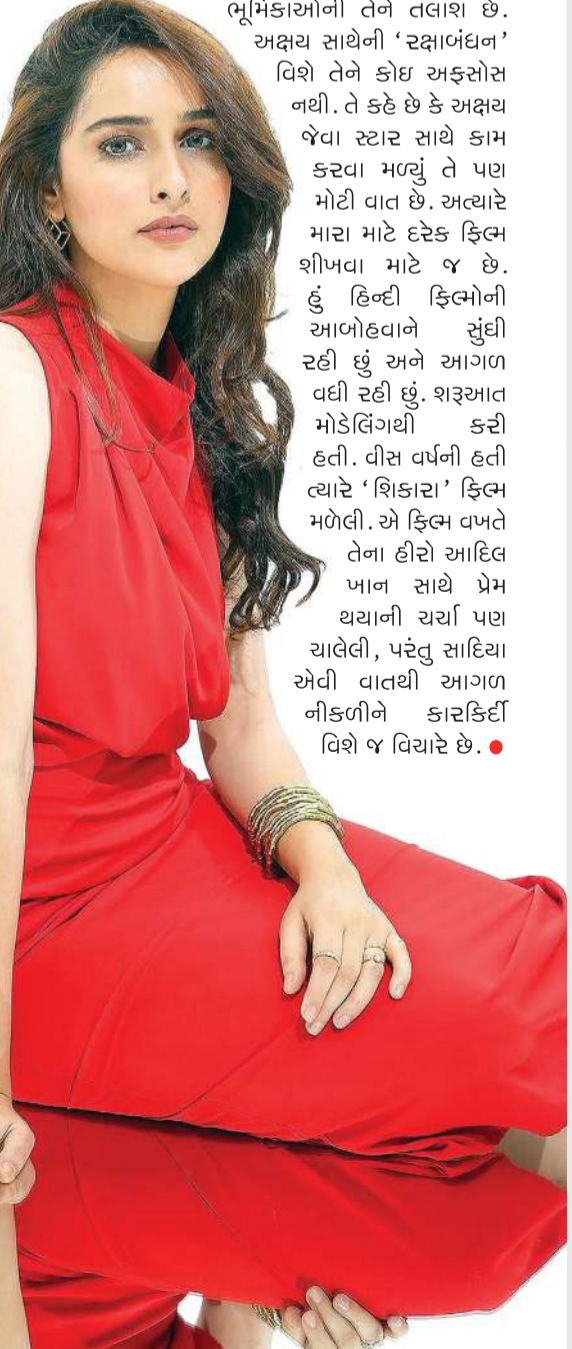 ભૂમિકાઓની તેને તલાશ છે.
અક્ષય સાથેની ‘રક્ષાબંધન’
વિશે તેને કોઇ અફસોસ
નથી. તે કહે છે કે અક્ષય
જેવા સ્ટાર સાથે કામ
કરવા મળ્યું તે પણ
મોટી વાત છે. અત્યારે
મારા માટે દરેક ફિલ્મ
શીખવા માટે જ છે.
હું હિન્દી ફિલ્મોની
આબોહવાને સુંઘી
રહી છું અને આગળ
વધી રહી છું. શરૂઆત
મોડેલિંગથી કરી
હતી. વીસ વર્ષની હતી
ત્યારે ‘શિકારા’ ફિલ્મ
મળેલી. એ ફિલ્મ વખતે
તેના હીરો આદિલ
ખાન સાથે પ્રેમ
થયાની ચર્ચા પણ
ચાલેલી, પરંતુ સાદિયા
એવી વાતથી આગળ
નીકળીને કારકિર્દી
વિશે જ વિચારે છે.